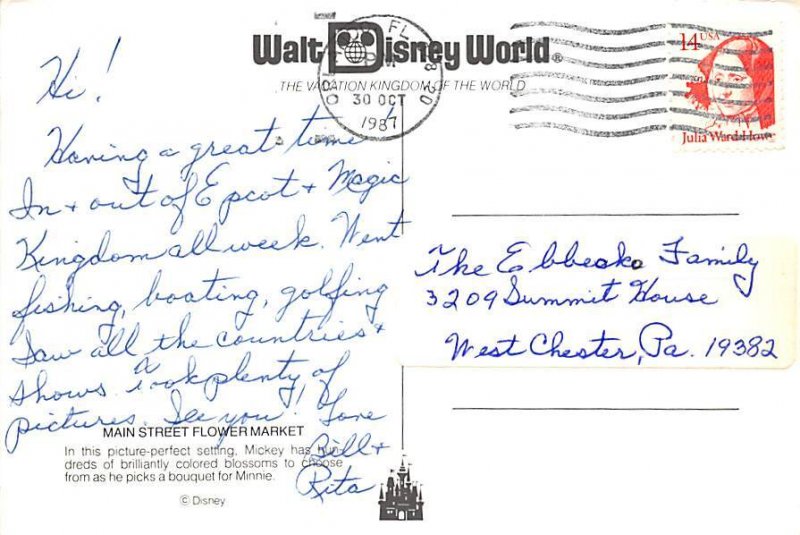 Walt Disney World®
THE VACATION KINGDOM OF THE WORLD
FL
30 OCT
1987
14 USA
Julia Ward Howe
Hi!
Having a great time!
In + out of Epcot + Magic
Kingdom all week. Went
fishing, boating, golfing
Saw all the countries +
shows. Took plenty of
pictures. See you! Love
Bill +
Rita
The Ebbecke Family
3209 Summit House
West Chester, Pa. 19382
MAIN STREET FLOWER MARKET
In this picture-perfect setting, Mickey has hun-
dreds of brilliantly colored blossoms to choose
from as he picks a bouquet for Minnie.
© Disney